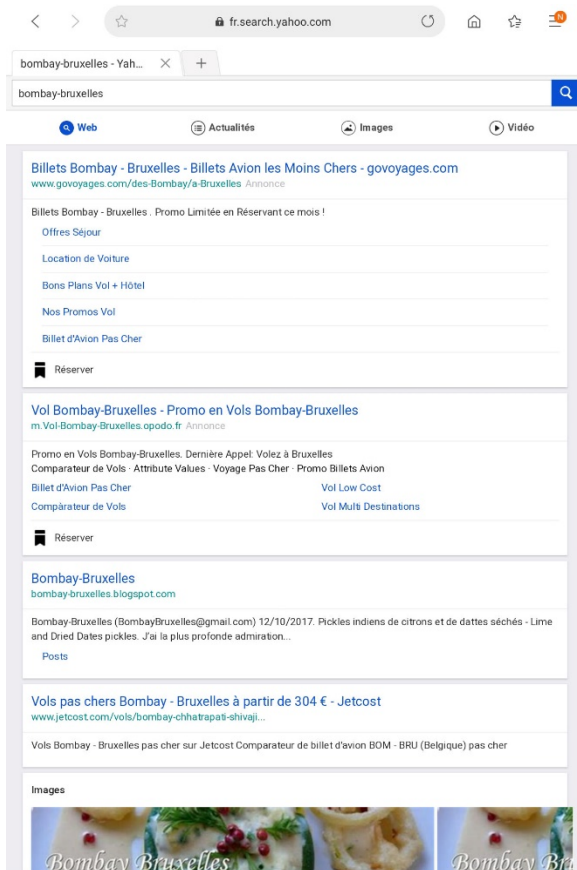 fr.search.yahoo.com
N
bombay-bruxelles - Yah...
bombay-bruxelles
Web
Actualités
Images
Vidéo
Billets Bombay - Bruxelles - Billets Avion les Moins Chers - govoyages.com
www.govoyages.com/des-Bombay/a-Bruxelles Annonce
Billets Bombay - Bruxelles . Promo Limitée en Réservant ce mois !
Offres Séjour
Location de Voiture
Bons Plans Vol + Hôtel
Nos Promos Vol
Billet d'Avion Pas Cher
Réserver
Vol Bombay-Bruxelles - Promo en Vols Bombay-Bruxelles
m.Vol-Bombay-Bruxelles.opodo.fr Annonce
Promo en Vols Bombay-Bruxelles. Dernière Appel: Volez à Bruxelles
Comparateur de Vols · Attribute Values · Voyage Pas Cher · Promo Billets Avion
Billet d'Avion Pas Cher
Vol Low Cost
Compàrateur de Vols
Vol Multi Destinations
Réserver
Bombay-Bruxelles
bombay-bruxelles.blogspot.com
Bombay-Bruxelles (BombayBruxelles@gmail.com) 12/10/2017. Pickles indiens de citrons et de dattes séchés - Lime
and Dried Dates pickles. J'ai la plus profonde admiration...
Posts
Vols pas chers Bombay - Bruxelles à partir de 304 € - Jetcost
www.jetcost.com/vols/bombay-chhatrapati-shivaji...
Vols Bombay - Bruxelles pas cher sur Jetcost Comparateur de billet d'avion BOM - BRU (Belgique) pas cher
Images
Bombay Bruxelles
Bombay Bru